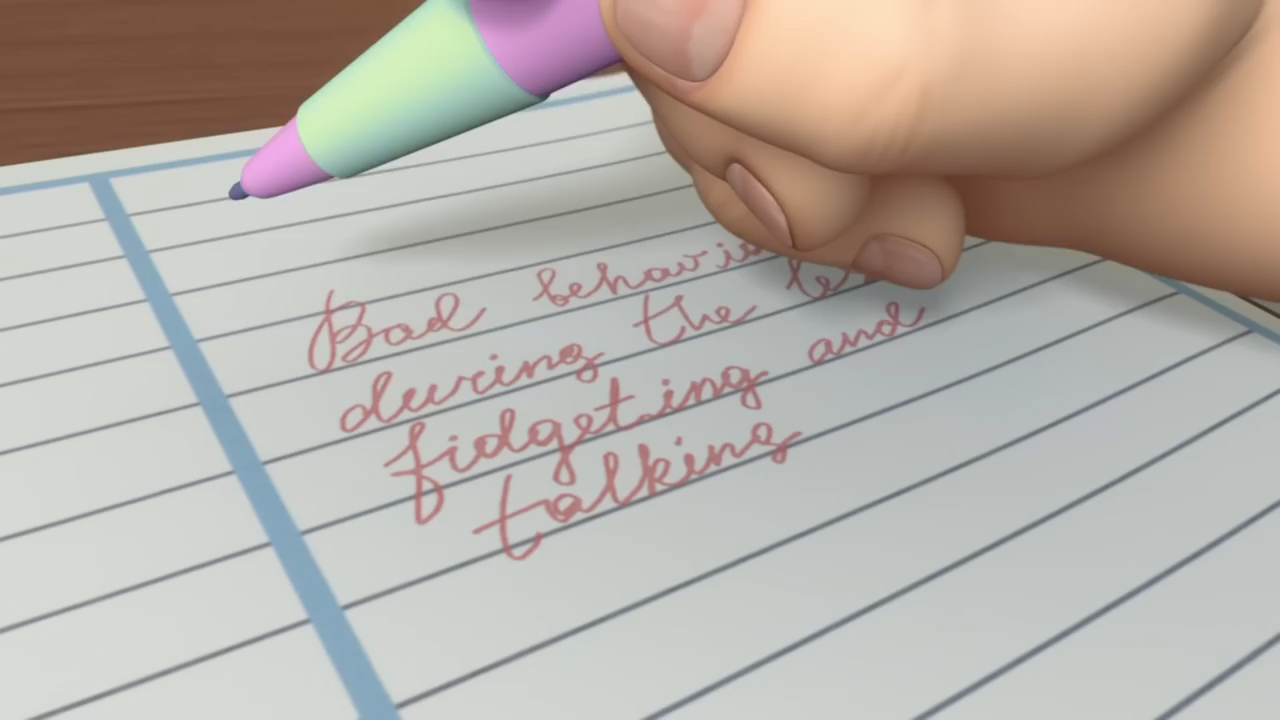 Bad
during the
fidgeting and
talking